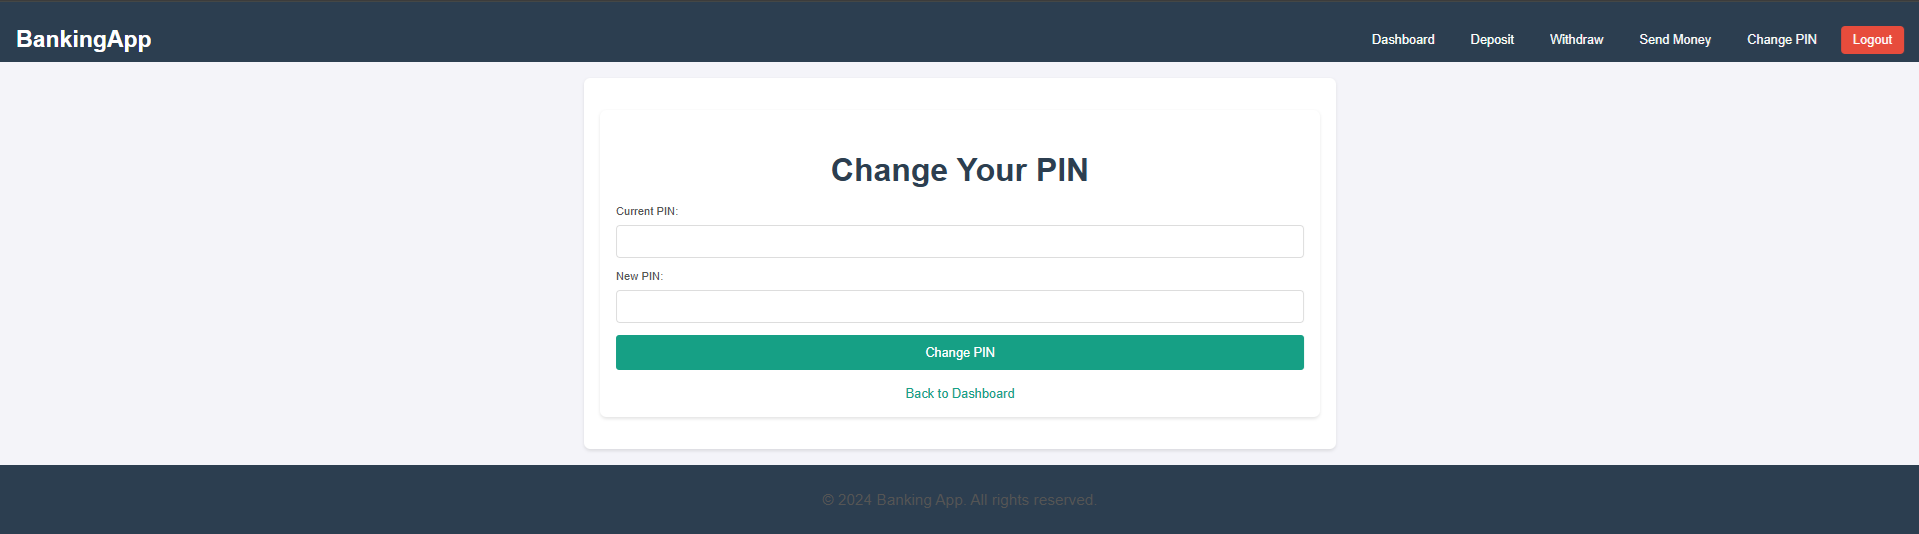 BankingApp
Dashboard Deposit Withdraw Send Money Change PIN Logout
Change Your PIN
Current PIN:
New PIN:
Change PIN
Back to Dashboard
© 2024 Banking App. All rights reserved.